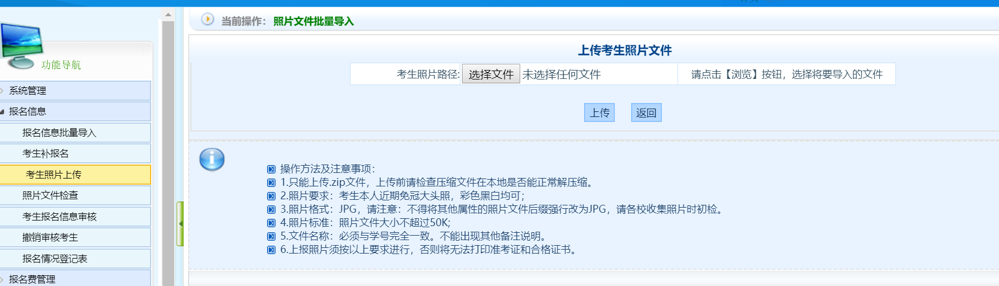 当前操作：照片文件批量导入
功能导航
系统管理
报名信息
报名信息批量导入
考生补报名
考生照片上传
照片文件检查
考生报名信息审核
撤销审核考生
报名情况登记表
报名费管理
上传考生照片文件
考生照片路径: 选择文件 未选择任何文件 请点击【浏览】按钮，选择将要导入的文件
上传 返回
操作方法及注意事项：
1.只能上传.zip文件，上传前请检查压缩文件在本地是否能正常解压缩。
2.照片要求：考生本人近期免冠大头照，彩色黑白均可；
3.照片格式：JPG，请注意：不得将其他属性的照片文件后缀强行改为JPG，请各校收集照片时初检。
4.照片标准：照片文件大小不超过50K;
5.文件名称：必须与学号完全一致。不能出现其他备注说明。
6.上报照片须按以上要求进行，否则将无法打印准考证和合格证书。